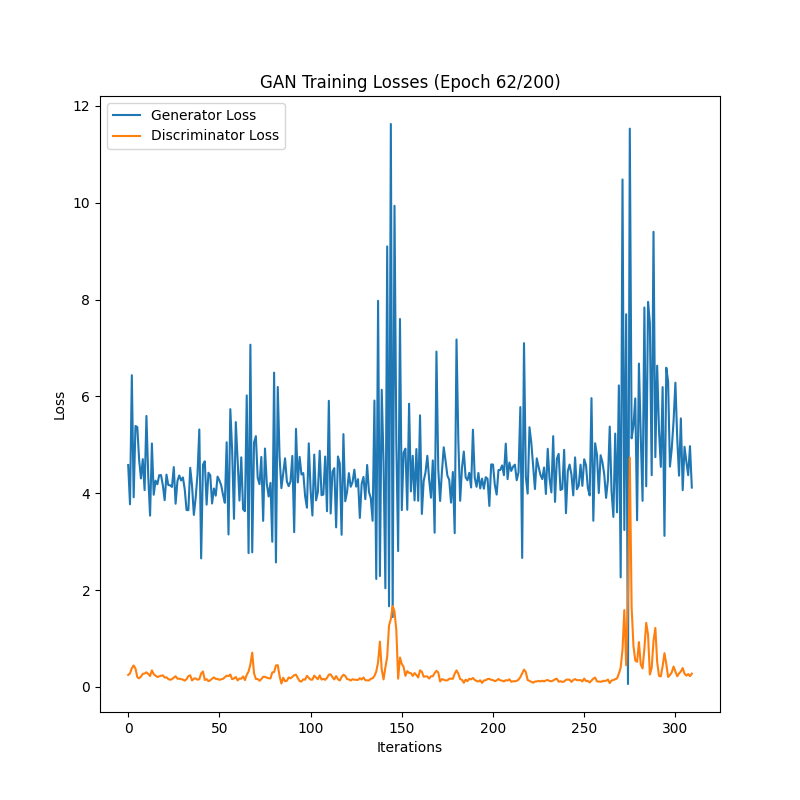 GAN Training Losses (Epoch 62/200)
Generator Loss
Discriminator Loss
12
10
8
6
4
2
0
Loss
0
50
100
150
200
250
300
Iterations